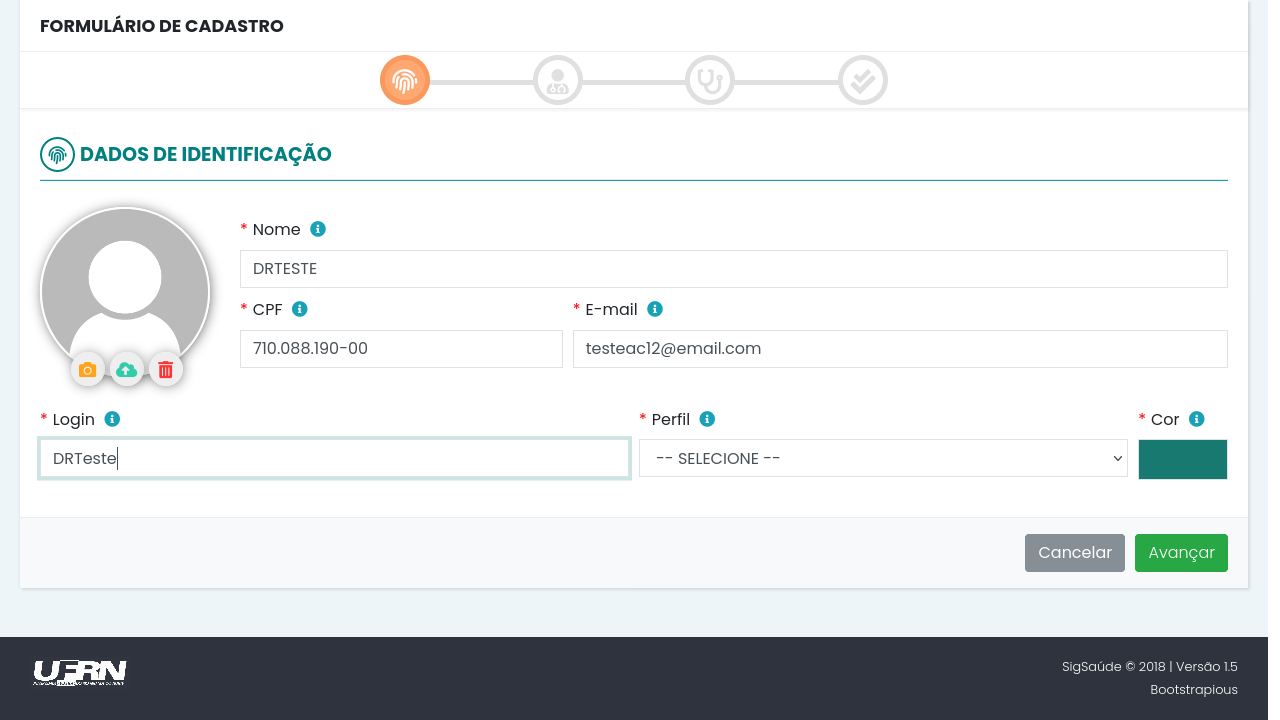 FORMULÁRIO DE CADASTRO
DADOS DE IDENTIFICAÇÃO
* Nome
DRTESTE
* CPF
* E-mail
710.088.190-00
testeac12@email.com
* Login
* Perfil
* Cor
DRTeste
-- SELECIONE --
Cancelar
Avançar
UFRN
SigSaúde © 2018 | Versão 1.5
Bootstrapious